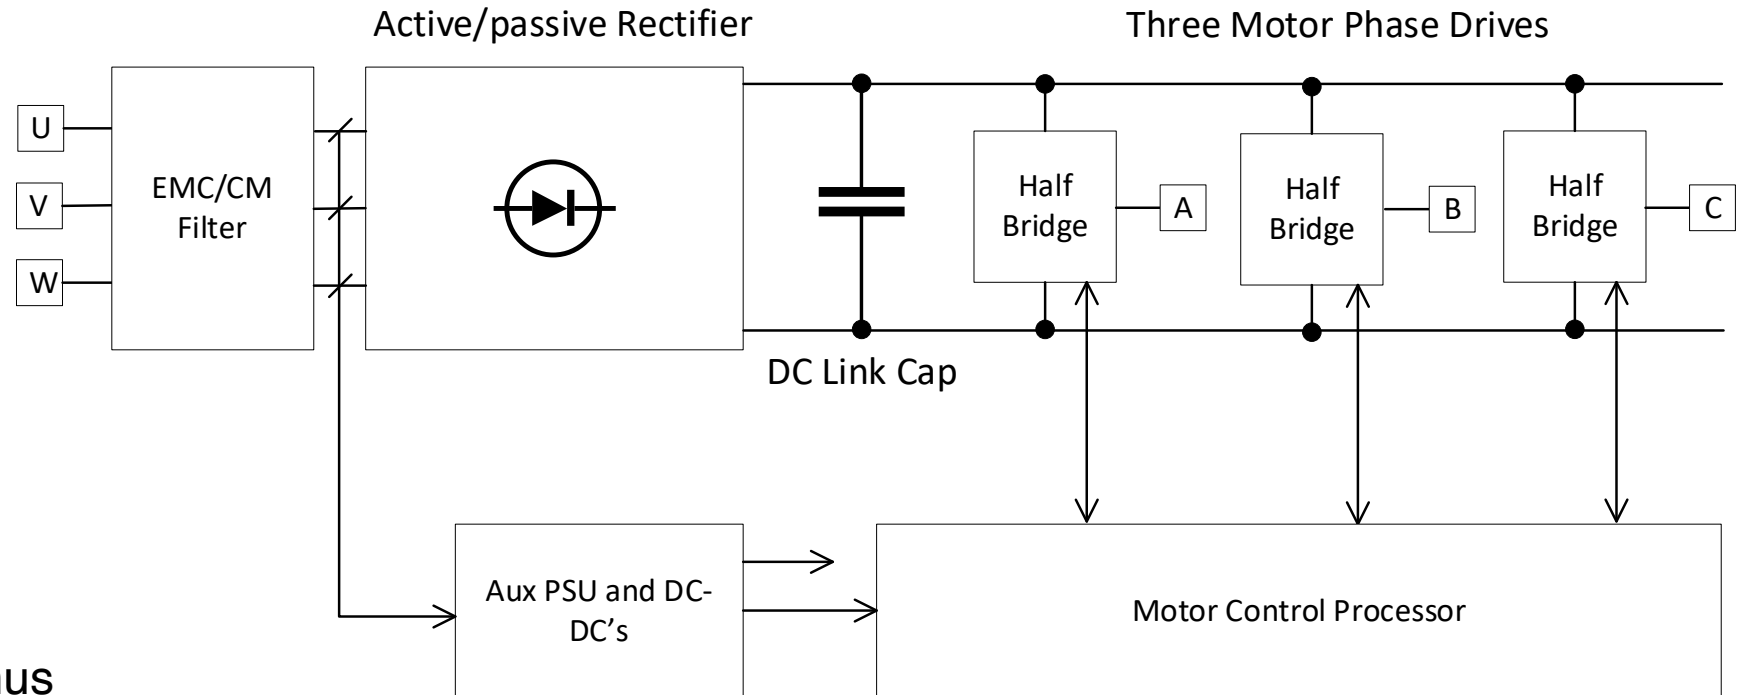 Active/passive Rectifier
Three Motor Phase Drives
U
V
W
EMC/CM
Filter
Half
Bridge
A
Half
Bridge
B
Half
Bridge
C
DC Link Cap
Aux PSU and DC-
DC’s
Motor Control Processor